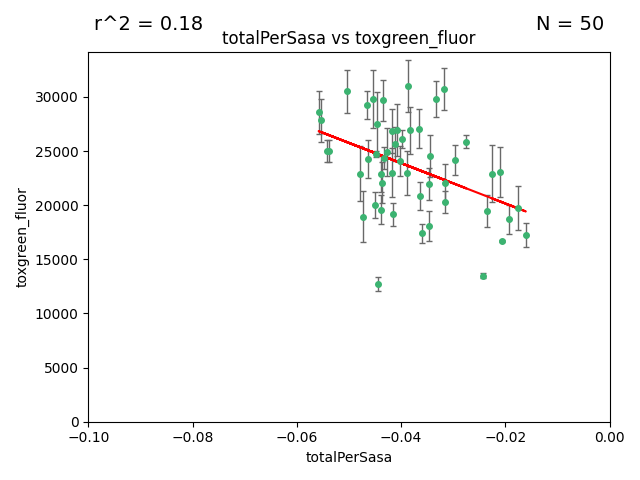 r^2 = 0.18
N = 50
totalPerSasa vs toxgreen_fluor
toxgreen_fluor
30000
25000
20000
15000
10000
5000
0
−0.10
−0.08
−0.06
−0.04
−0.02
0.00
totalPerSasa